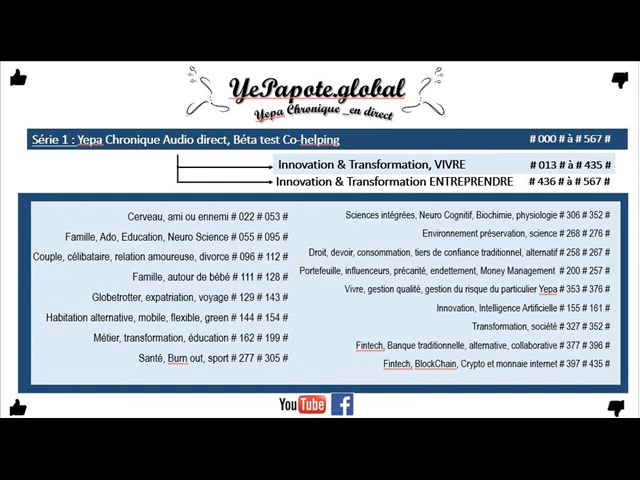 YePapote.global
Yepa Chronique _en direct
Série 1 : Yepa Chronique Audio direct, Béta test Co-helping # 000 # à # 567 #
Innovation & Transformation, VIVRE # 013 # à # 435 #
Innovation & Transformation ENTREPRENDRE # 436 # à # 567 #
Cerveau, ami ou ennemi # 022 # 053 #
Famille, Ado, Education, Neuro Science # 055 # 095 #
Couple, célibataire, relation amoureuse, divorce # 096 # 112 #
Famille, autour de bébé # 111 # 128 #
Globetrotter, expatriation, voyage # 129 # 143 #
Habitation alternative, mobile, flexible, green # 144 # 154 #
Métier, transformation, éducation # 162 # 199 #
Santé, Burn out, sport # 277 # 305 #
Sciences intégrées, Neuro Cognitif, Biochimie, physiologie # 306 # 352 #
Environnement préservation, science # 268 # 276 #
Droit, devoir, consommation, tiers de confiance traditionnel, alternatif # 258 # 267 #
Portefeuille, influenceurs, précarité, endettement, Money Management # 200 # 257 #
Vivre, gestion qualité, gestion du risque du particulier Yepa # 353 # 376 #
Innovation, Intelligence Artificielle # 155 # 161 #
Transformation, société # 327 # 352 #
Fintech, Banque traditionnelle, alternative, collaborative # 377 # 396 #
Fintech, BlockChain, Crypto et monnaie internet # 397 # 435 #
YouTube f